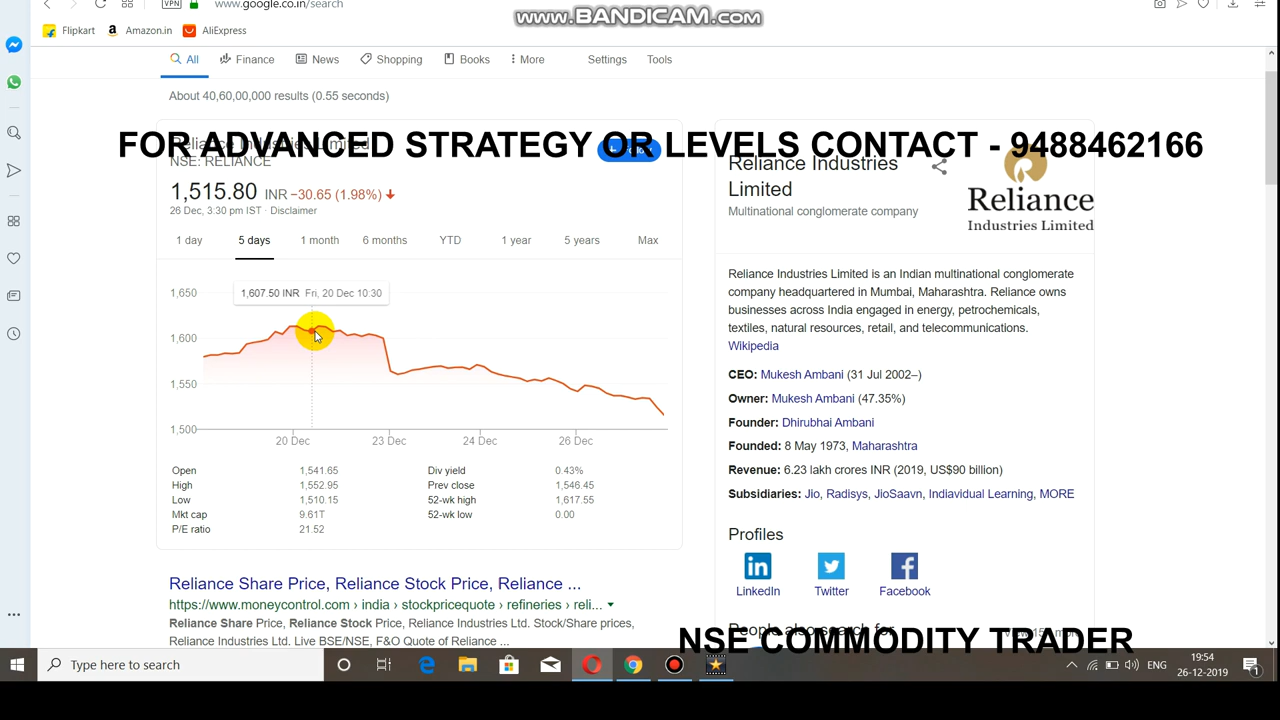 www.google.co.in/search
VPN
www.BANDICAM.com
Flipkart
Amazon.in
AliExpress
All
Finance
News
Shopping
Books
More
Settings
Tools
About 40,60,00,000 results (0.55 seconds)
FOR ADVANCED STRATEGY OR LEVELS CONTACT - 9488462166
Reliance Industries Limited
NSE: RELIANCE
1,515.80 INR −30.65 (1.98%)
26 Dec, 3:30 pm IST · Disclaimer
1 day
5 days
1 month
6 months
YTD
1 year
5 years
Max
1,607.50 INR Fri, 20 Dec 10:30
1,650
1,600
1,550
1,500
20 Dec
23 Dec
24 Dec
26 Dec
Open 1,541.65
High 1,552.95
Low 1,510.15
Mkt cap 9.61T
P/E ratio 21.52
Div yield 0.43%
Prev close 1,546.45
52-wk high 1,617.55
52-wk low 0.00
Reliance Share Price, Reliance Stock Price, Reliance ...
https://www.moneycontrol.com › india › stockpricequote › refineries › reli...
Reliance Share Price, Reliance Stock Price, Reliance Industries Ltd. Stock/Share prices,
Reliance Industries Ltd. Live BSE/NSE, F&O Quote of Reliance ...
Reliance Industries
Limited
Multinational conglomerate company
Reliance
Industries Limited
Reliance Industries Limited is an Indian multinational conglomerate
company headquartered in Mumbai, Maharashtra. Reliance owns
businesses across India engaged in energy, petrochemicals,
textiles, natural resources, retail, and telecommunications.
Wikipedia
CEO: Mukesh Ambani (31 Jul 2002–)
Owner: Mukesh Ambani (47.35%)
Founder: Dhirubhai Ambani
Founded: 8 May 1973, Maharashtra
Revenue: 6.23 lakh crores INR (2019, US$90 billion)
Subsidiaries: Jio, Radisys, JioSaavn, Indiavidual Learning, MORE
Profiles
LinkedIn
Twitter
Facebook
People also search for
NSE COMMODITY TRADER
Type here to search
ENG
19:54
26-12-2019
1